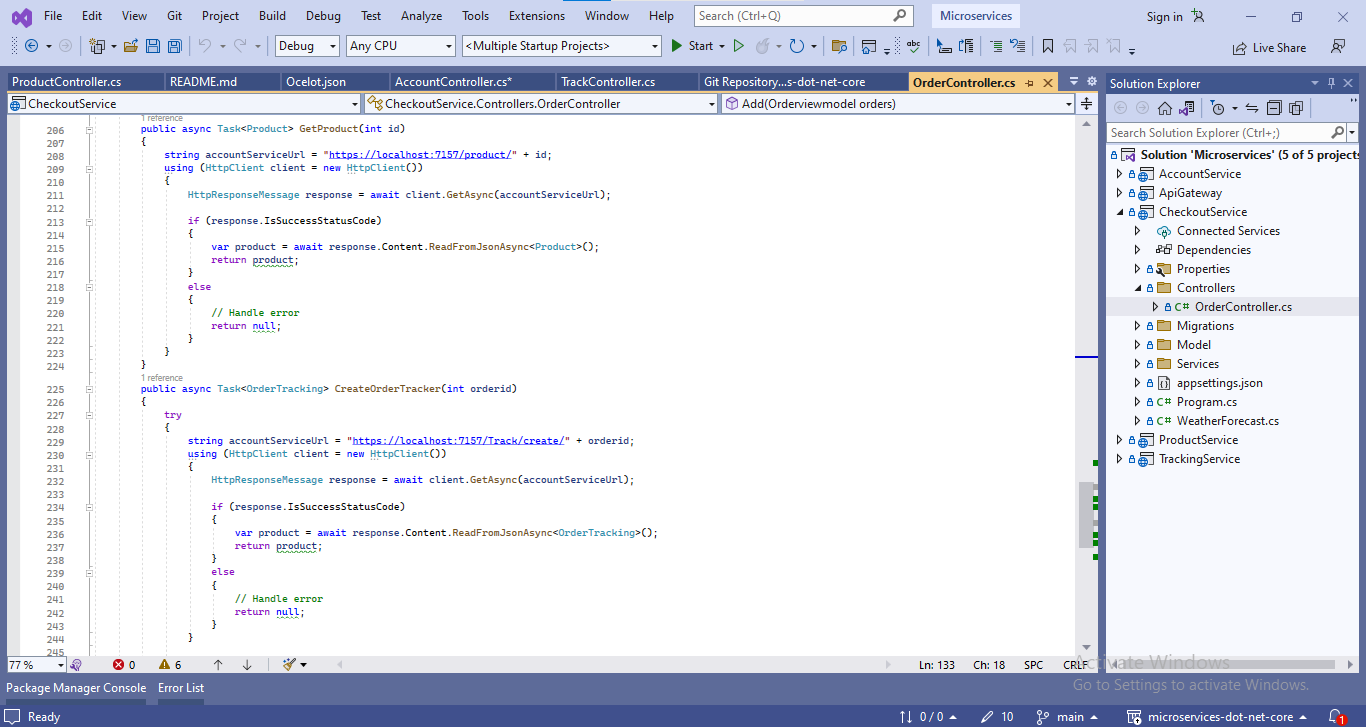 File Edit View Git Project Build Debug Test Analyze Tools Extensions Window Help Search (Ctrl+Q) Microservices Sign in
Debug Any CPU <Multiple Startup Projects> Start Live Share
ProductController.cs README.md Ocelot.json AccountController.cs* TrackController.cs Git Repository...s-dot-net-core OrderController.cs
CheckoutService CheckoutService.Controllers.OrderController Add(Orderviewmodel orders)
1 reference
206 public async Task<Product> GetProduct(int id)
207 {
208 string accountServiceUrl = "https://localhost:7157/product/" + id;
209 using (HttpClient client = new HttpClient())
210 {
211 HttpResponseMessage response = await client.GetAsync(accountServiceUrl);
212
213 if (response.IsSuccessStatusCode)
214 {
215 var product = await response.Content.ReadFromJsonAsync<Product>();
216 return product;
217 }
218 else
219 {
220 // Handle error
221 return null;
222 }
223 }
224 }
1 reference
225 public async Task<OrderTracking> CreateOrderTracker(int orderid)
226 {
227 try
228 {
229 string accountServiceUrl = "https://localhost:7157/Track/create/" + orderid;
230 using (HttpClient client = new HttpClient())
231 {
232 HttpResponseMessage response = await client.GetAsync(accountServiceUrl);
233
234 if (response.IsSuccessStatusCode)
235 {
236 var product = await response.Content.ReadFromJsonAsync<OrderTracking>();
237 return product;
238 }
239 else
240 {
241 // Handle error
242 return null;
243 }
244 }
245
77 % 0 6 Ln: 133 Ch: 18 SPC CRLF
Solution Explorer
Search Solution Explorer (Ctrl+;)
Solution 'Microservices' (5 of 5 projects
AccountService
ApiGateway
CheckoutService
Connected Services
Dependencies
Properties
Controllers
C# OrderController.cs
Migrations
Model
Services
appsettings.json
C# Program.cs
C# WeatherForecast.cs
ProductService
TrackingService
Activate Windows
Go to Settings to activate Windows.
Package Manager Console Error List
Ready 0 / 0 10 main microservices-dot-net-core 1